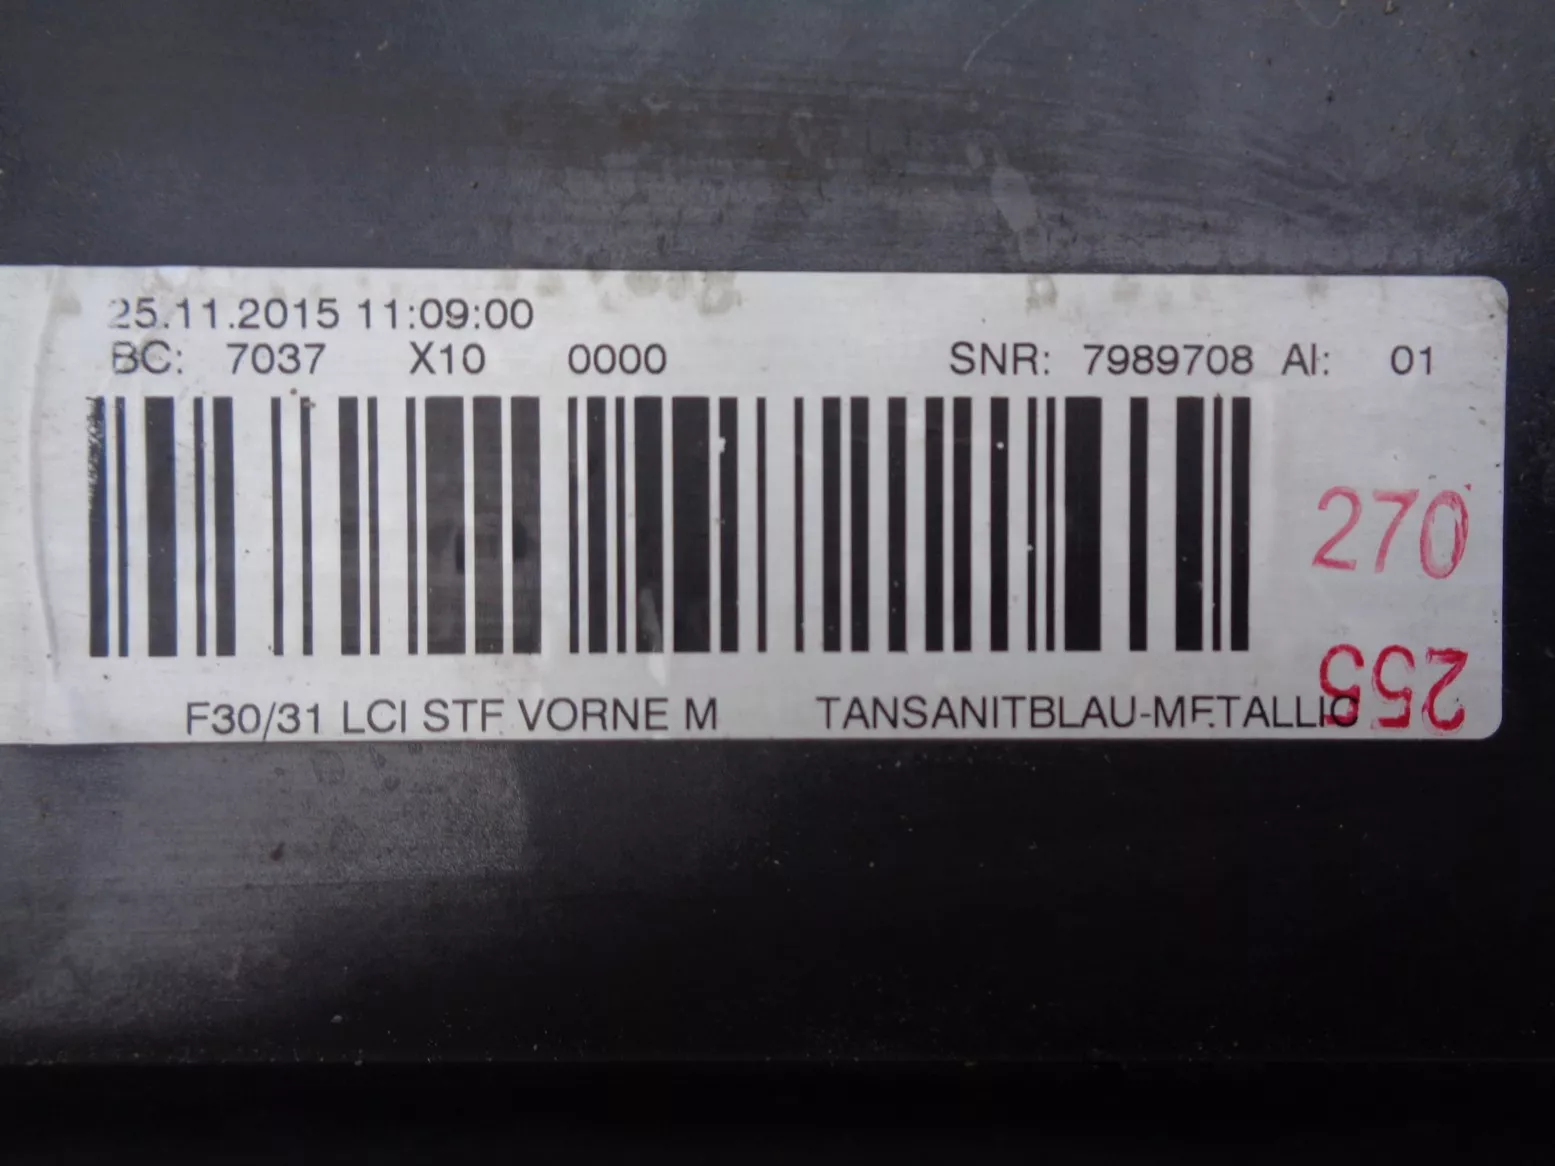 25.11.2015 11:09:00
BC: 7037 X10 0000 SNR: 7989708 AI: 01
270
255
F30/31 LCI STF VORNE M TANSANITBLAU-METALLIC